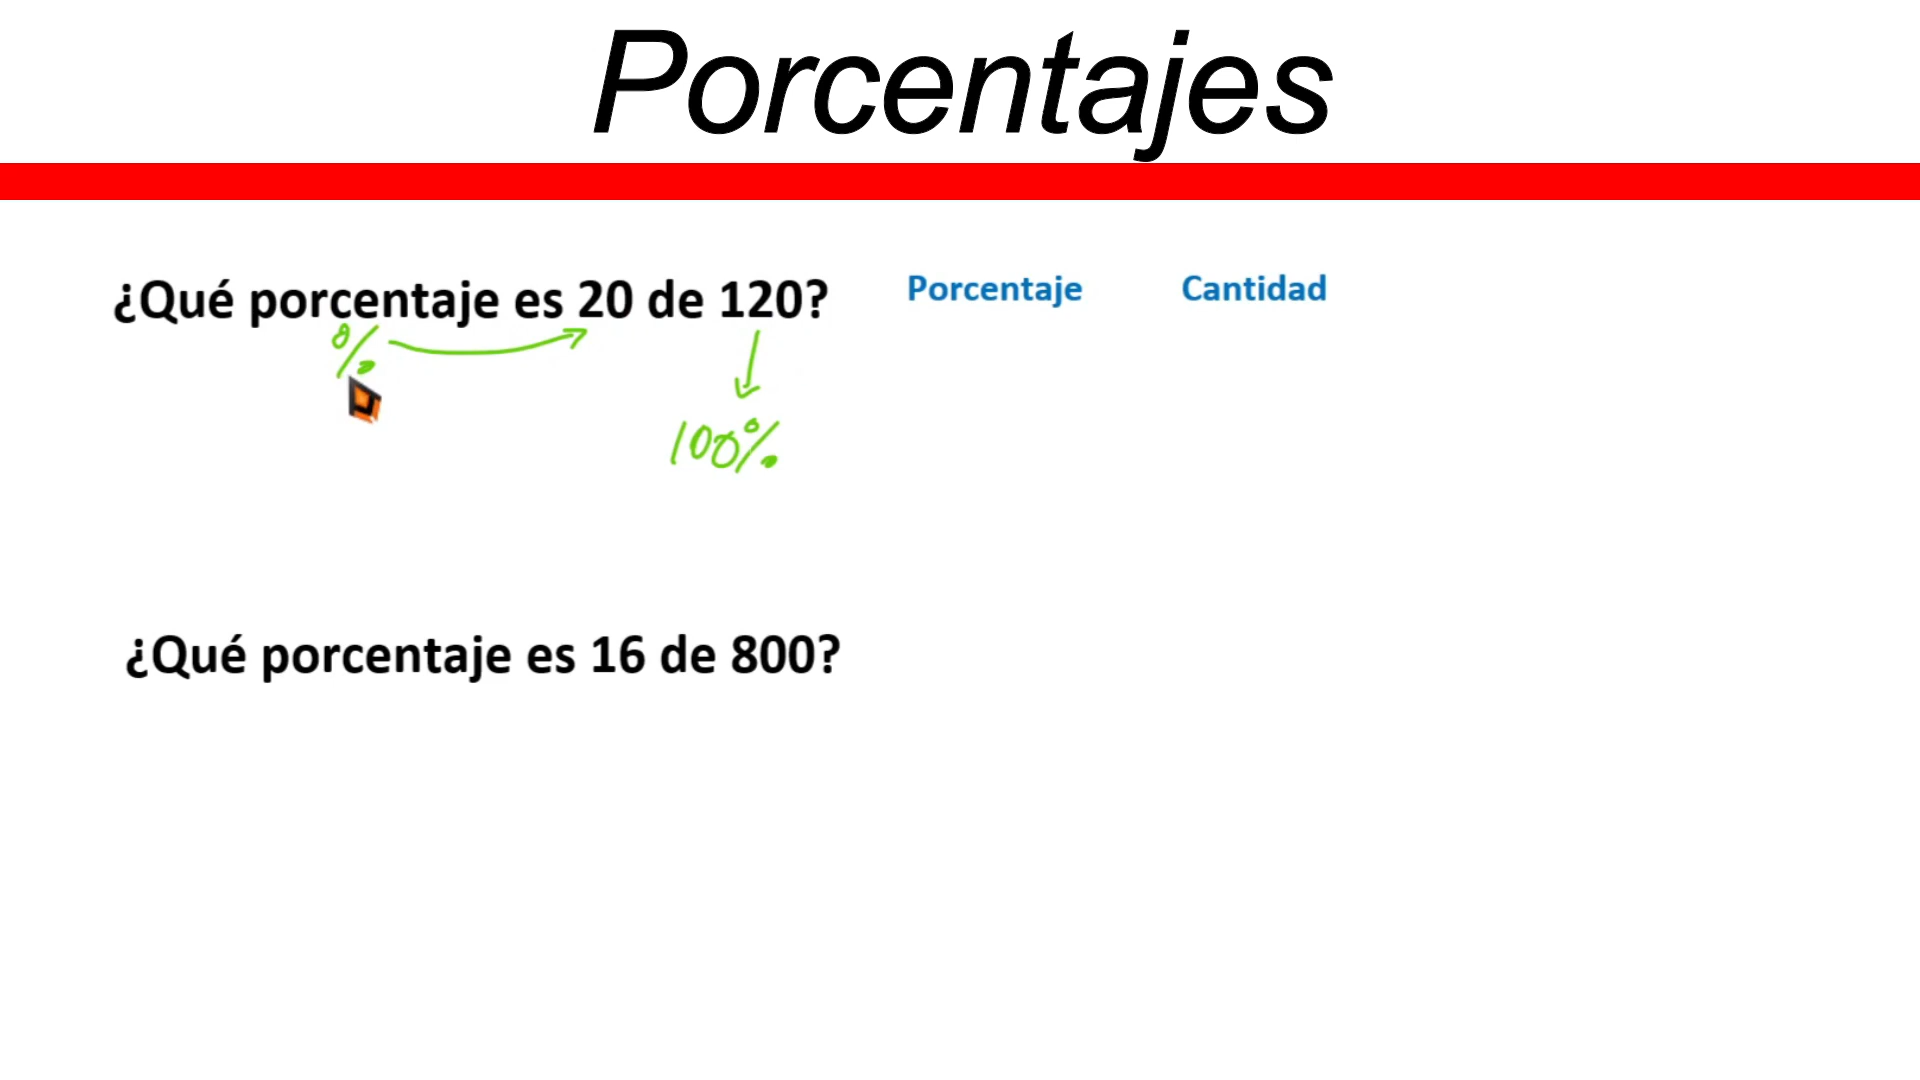 Porcentajes
¿Qué porcentaje es 20 de 120?
Porcentaje
Cantidad
%
100%
¿Qué porcentaje es 16 de 800?